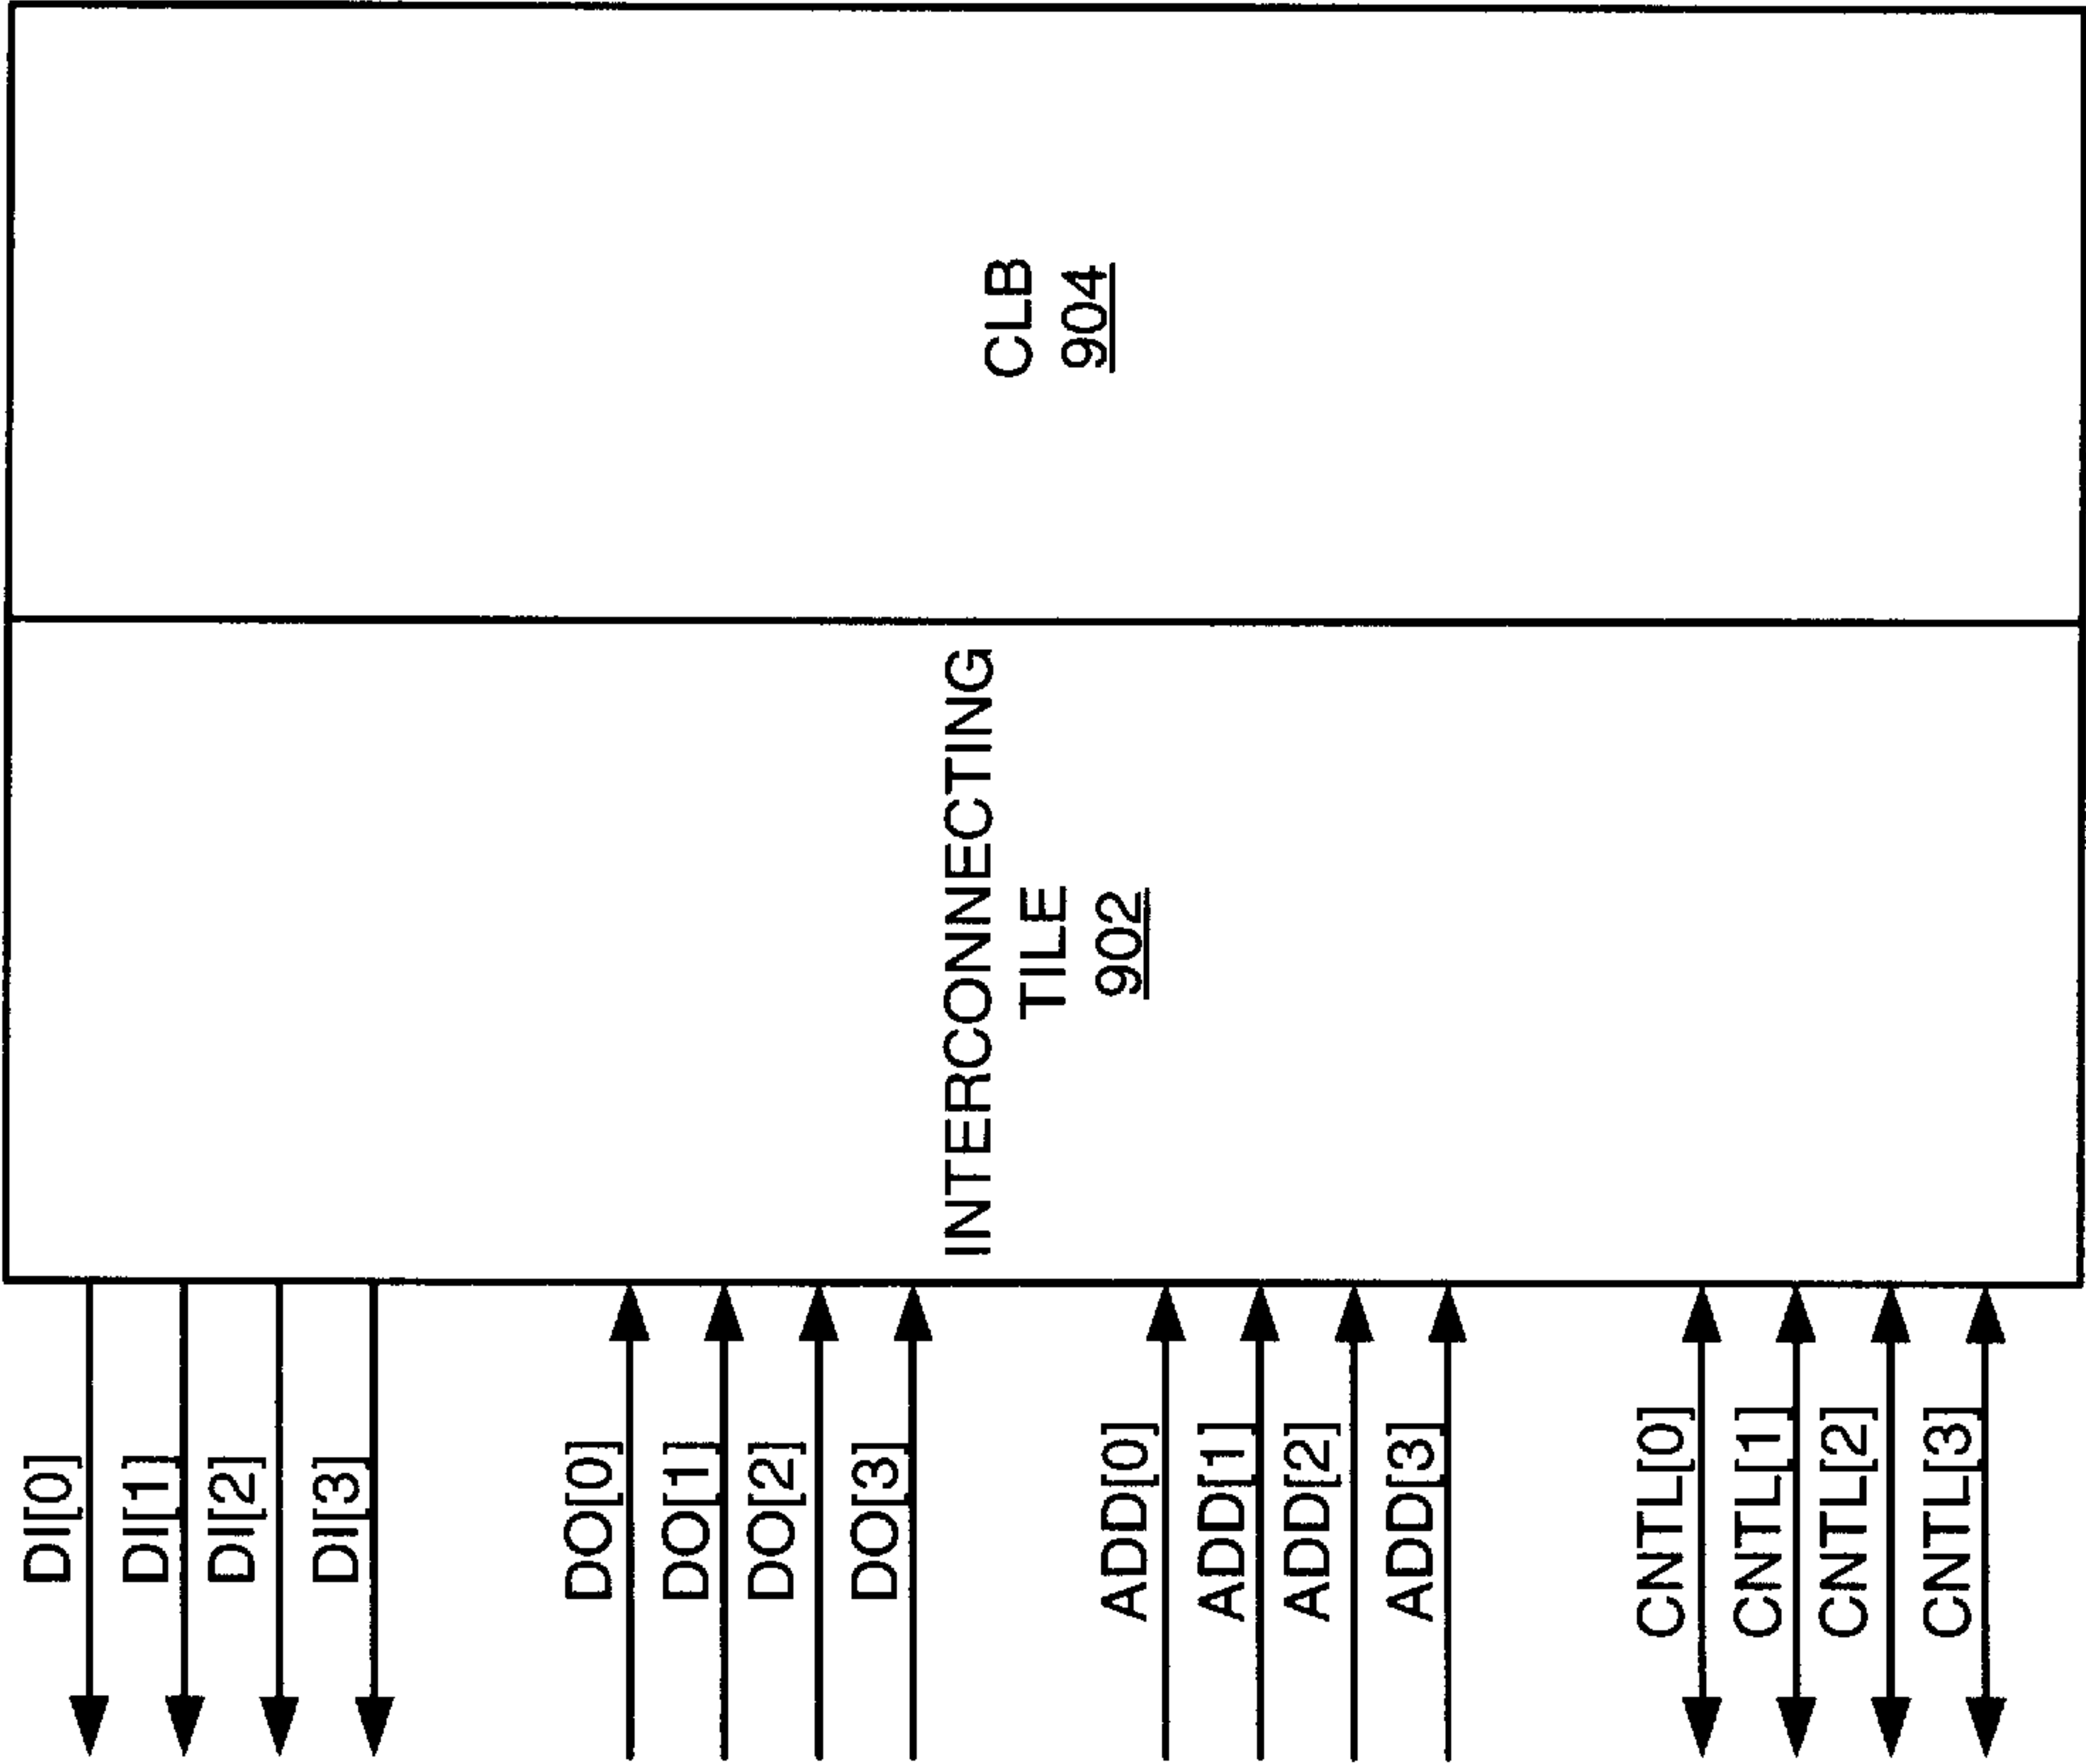 CLB
904
INTERCONNECTING
TILE
902
DI[0]
DI[1]
DI[2]
DI[3]
DO[0]
DO[1]
DO[2]
DO[3]
ADD[0]
ADD[1]
ADD[2]
ADD[3]
CNTL[0]
CNTL[1]
CNTL[2]
CNTL[3]